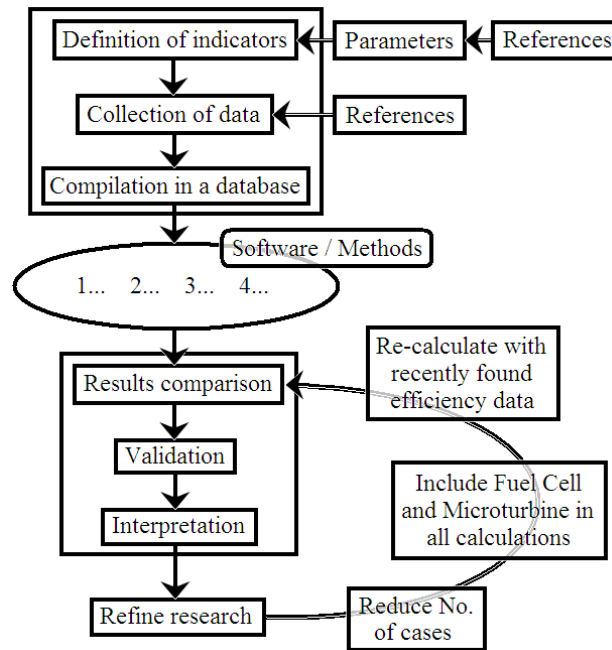 Definition of indicators
Parameters
References
Collection of data
References
Compilation in a database
Software / Methods
1... 2... 3... 4...
Results comparison
Validation
Interpretation
Refine research
Reduce No.
of cases
Include Fuel Cell
and Microturbine in
all calculations
Re-calculate with
recently found
efficiency data